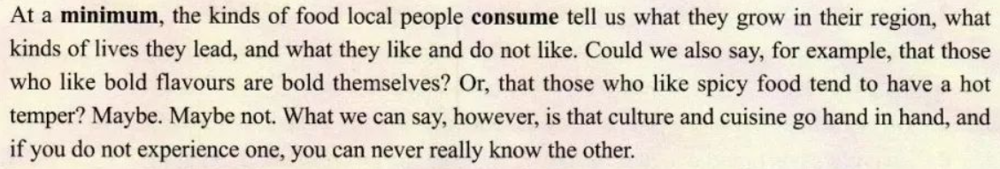 At a minimum, the kinds of food local people consume tell us what they grow in their region, what
kinds of lives they lead, and what they like and do not like. Could we also say, for example, that those
who like bold flavours are bold themselves? Or, that those who like spicy food tend to have a hot
temper? Maybe. Maybe not. What we can say, however, is that culture and cuisine go hand in hand, and
if you do not experience one, you can never really know the other.